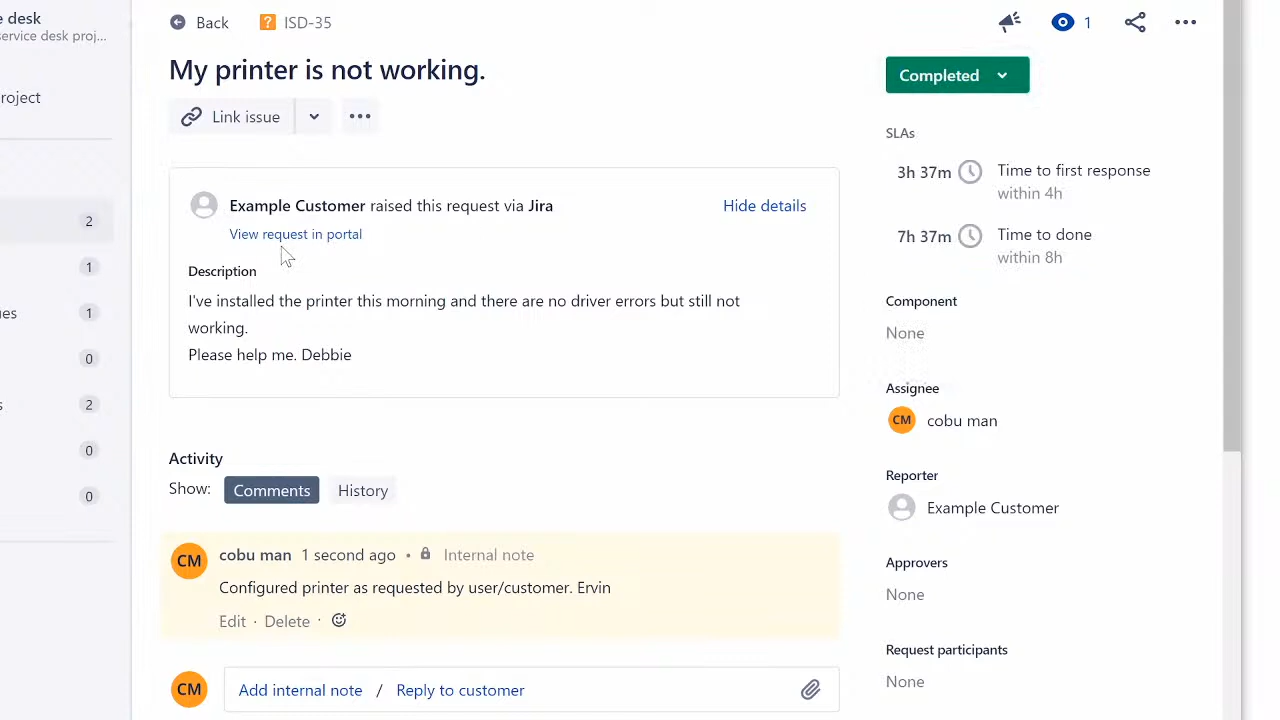 e desk
service desk proj...
roject
2
1
ues
1
0
s
2
0
0
Back
ISD-35
1
My printer is not working.
Link issue
Example Customer raised this request via Jira
Hide details
View request in portal
Description
I've installed the printer this morning and there are no driver errors but still not
working.
Please help me. Debbie
Activity
Show:
Comments
History
CM
cobu man 1 second ago • Internal note
Configured printer as requested by user/customer. Ervin
Edit · Delete ·
CM
Add internal note / Reply to customer
Completed
SLAs
3h 37m
Time to first response
within 4h
7h 37m
Time to done
within 8h
Component
None
Assignee
CM
cobu man
Reporter
Example Customer
Approvers
None
Request participants
None